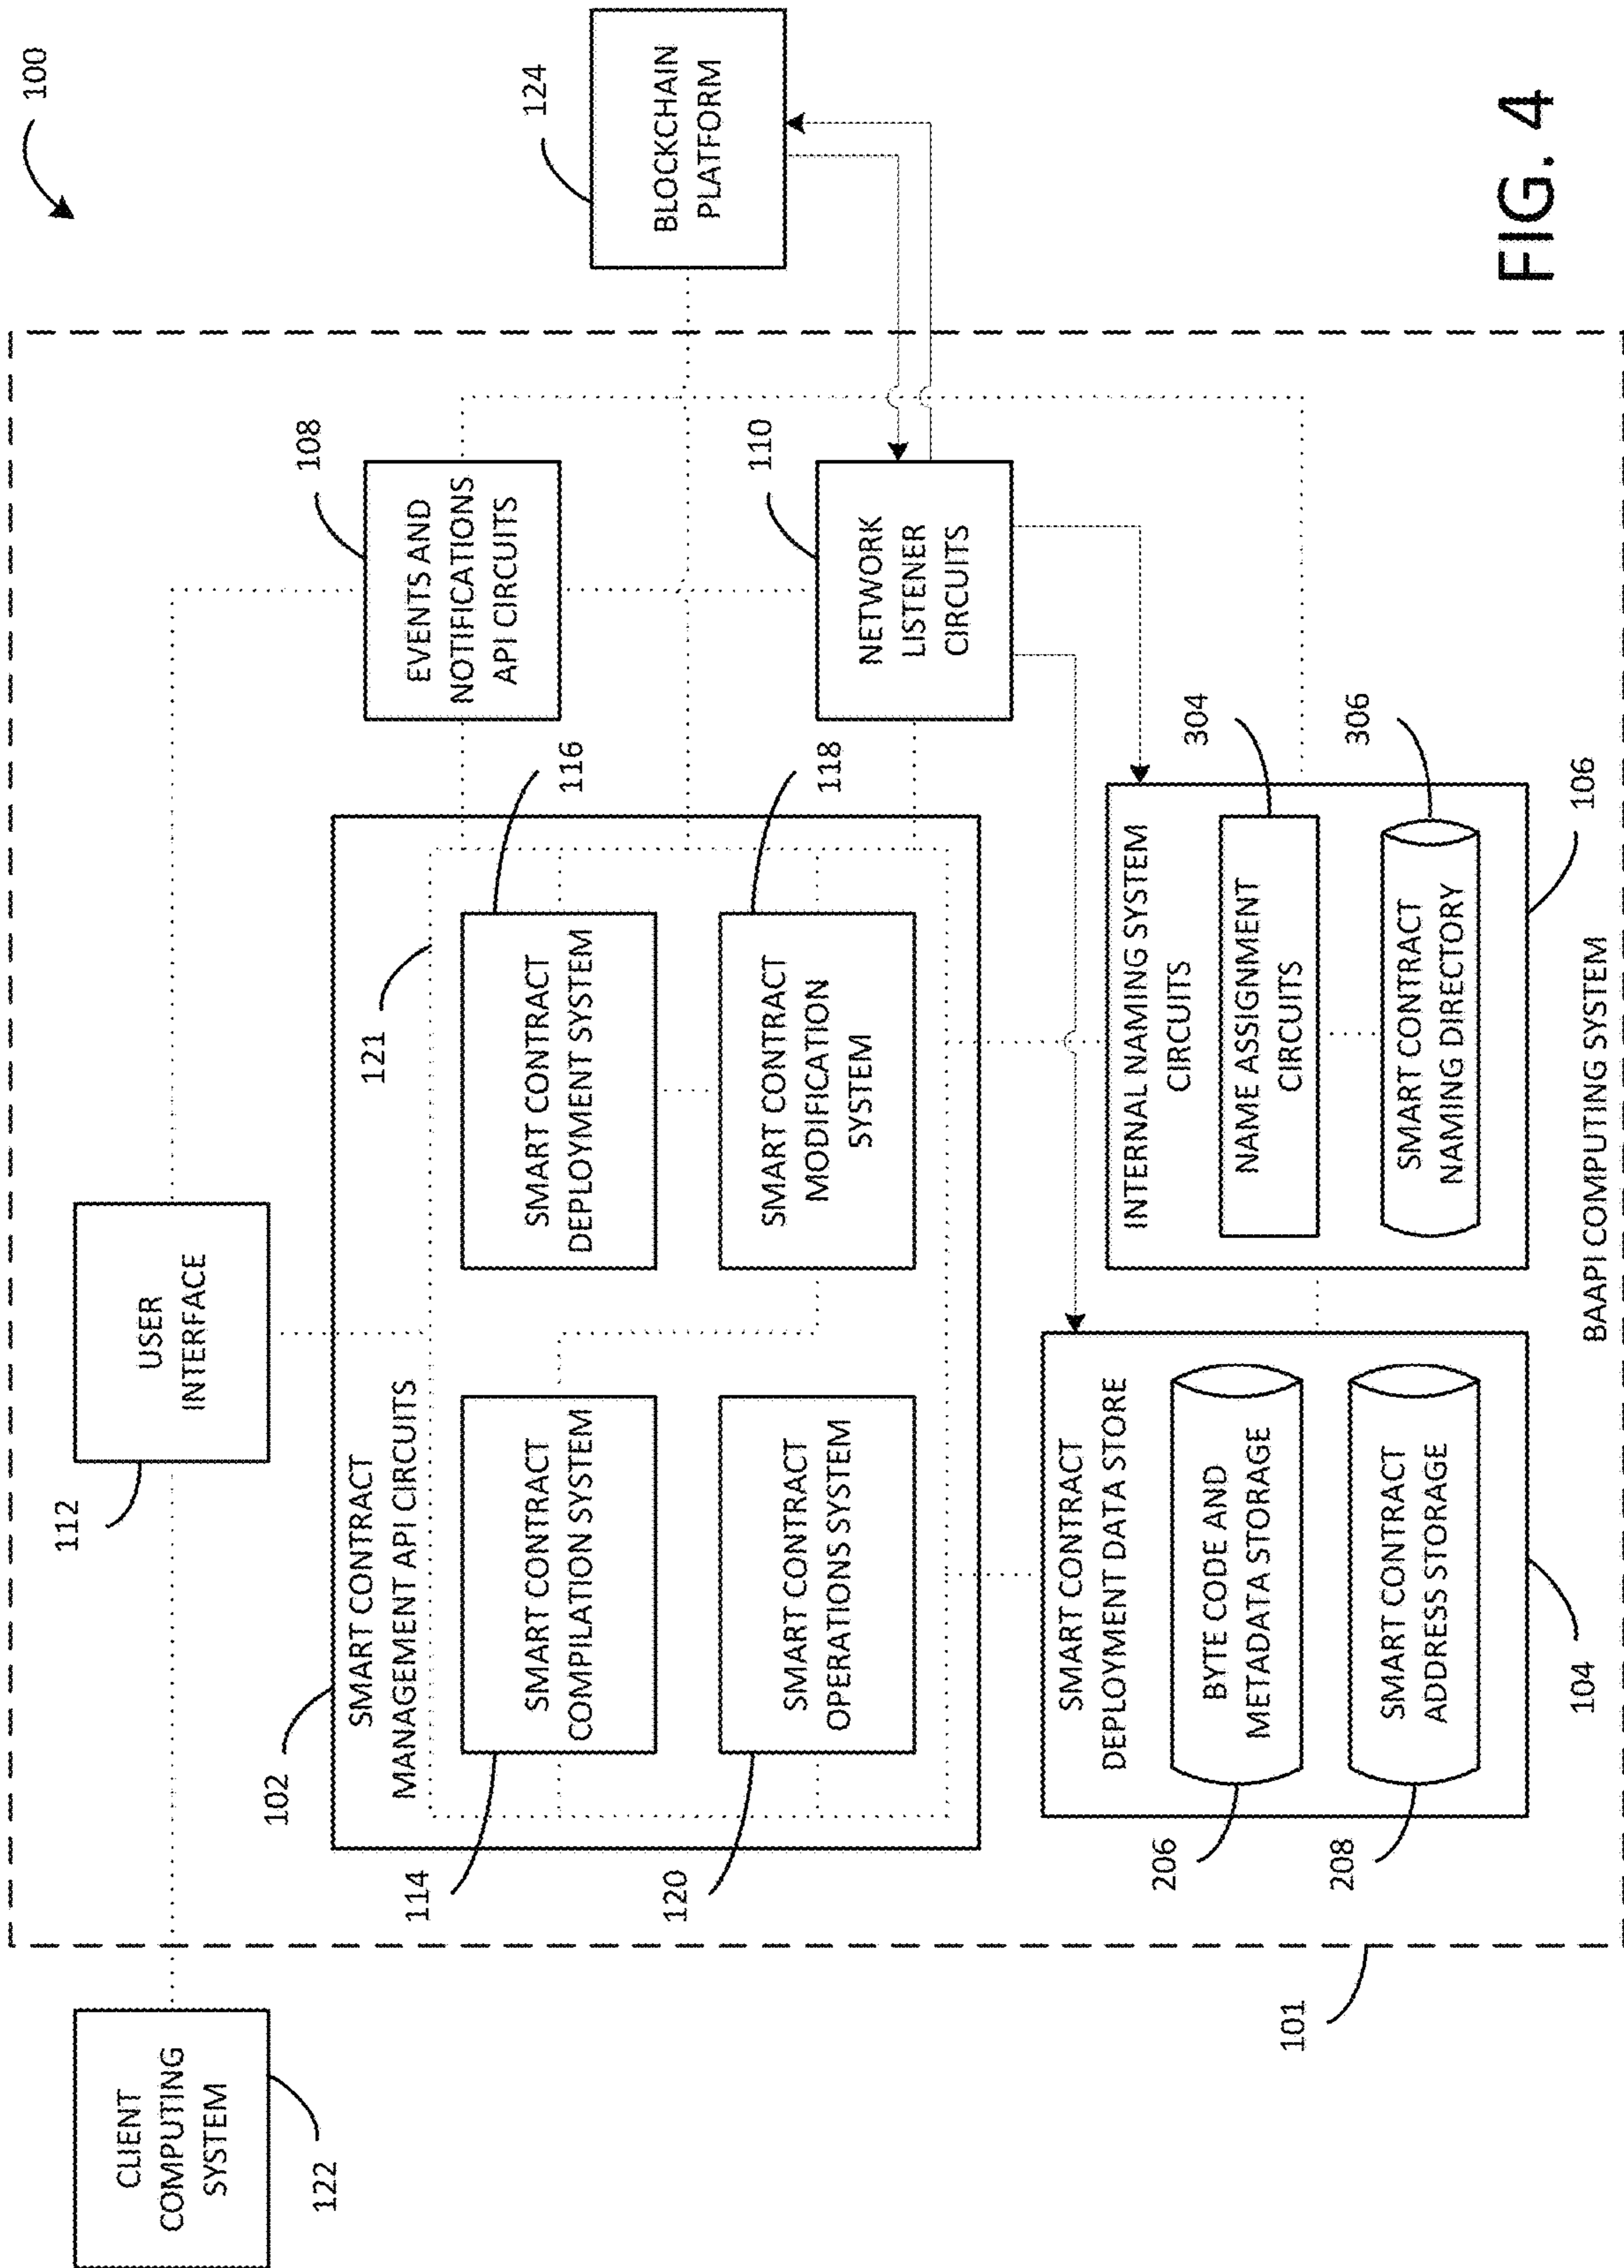 100
CLIENT
COMPUTING
SYSTEM
122
112
USER
INTERFACE
108
EVENTS AND
NOTIFICATIONS
API CIRCUITS
124
BLOCKCHAIN
PLATFORM
102
SMART CONTRACT
MANAGEMENT API CIRCUITS
121
114
SMART CONTRACT
COMPILATION SYSTEM
116
SMART CONTRACT
DEPLOYMENT SYSTEM
120
SMART CONTRACT
OPERATIONS SYSTEM
118
SMART CONTRACT
MODIFICATION
SYSTEM
110
NETWORK
LISTENER
CIRCUITS
SMART CONTRACT
DEPLOYMENT DATA STORE
206
BYTE CODE AND
METADATA STORAGE
208
SMART CONTRACT
ADDRESS STORAGE
104
INTERNAL NAMING SYSTEM
CIRCUITS
304
NAME ASSIGNMENT
CIRCUITS
306
SMART CONTRACT
NAMING DIRECTORY
106
101
BAAPI COMPUTING SYSTEM
FIG. 4